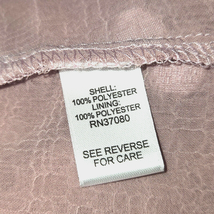 SHELL:
100% POLYESTER
LINING:
100% POLYESTER
RN37080
SEE REVERSE
FOR CARE